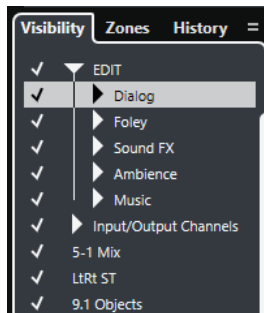 Visibility Zones History
EDIT
Dialog
Foley
Sound FX
Ambience
Music
Input/Output Channels
5-1 Mix
LtRt ST
9.1 Objects